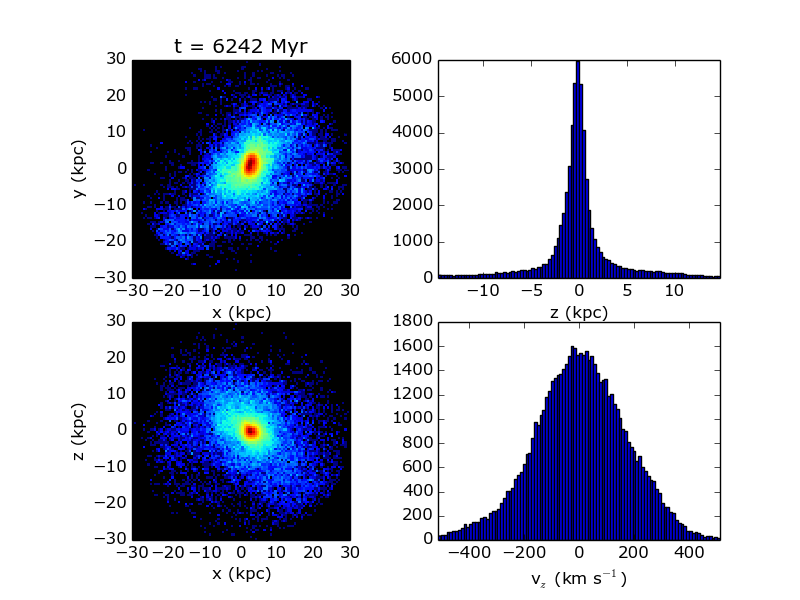 t = 6242 Myr
30
20
10
0
−10
−20
−30
y (kpc)
−30 −20 −10 0 10 20 30
x (kpc)
6000
5000
4000
3000
2000
1000
0
−10 −5 0 5 10
z (kpc)
30
20
10
0
−10
−20
−30
z (kpc)
−30 −20 −10 0 10 20 30
x (kpc)
1800
1600
1400
1200
1000
800
600
400
200
0
−400 −200 0 200 400
v_z (km s⁻¹)